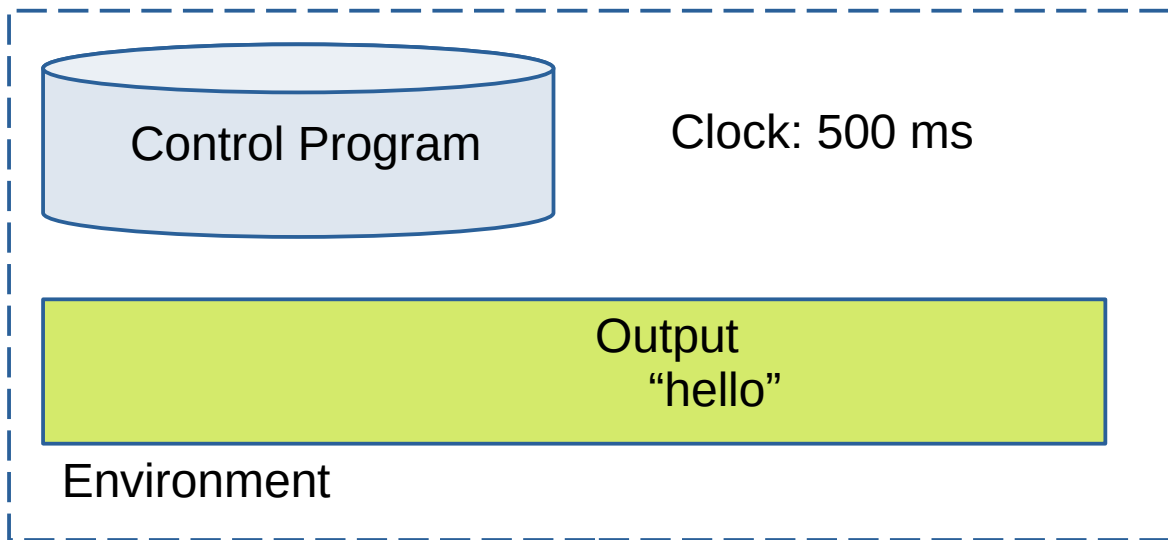 Control Program
Clock: 500 ms
Output
“hello”
Environment